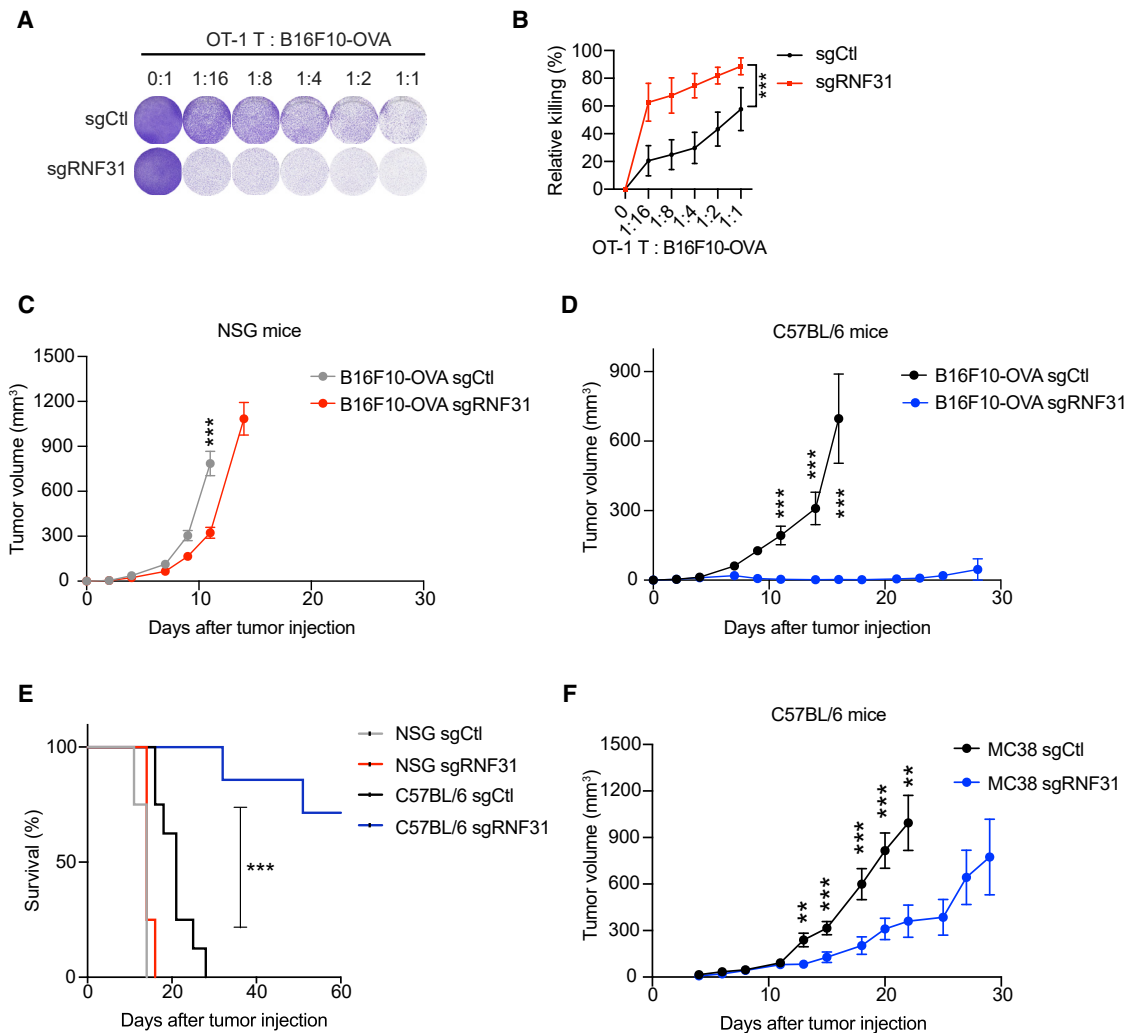 A
OT-1 T : B16F10-OVA
0:1 1:16 1:8 1:4 1:2 1:1
sgCtl
sgRNF31
B
Relative killing (%)
100
80
60
40
20
0
0 1:16 1:8 1:4 1:2 1:1
OT-1 T : B16F10-OVA
***
sgCtl
sgRNF31
C
NSG mice
Tumor volume (mm³)
1500
1200
900
600
300
0
0 10 20 30
Days after tumor injection
***
B16F10-OVA sgCtl
B16F10-OVA sgRNF31
D
C57BL/6 mice
Tumor volume (mm³)
900
600
300
0
0 10 20 30
Days after tumor injection
*** *** ***
B16F10-OVA sgCtl
B16F10-OVA sgRNF31
E
Survival (%)
100
50
0
0 20 40 60
Days after tumor injection
***
NSG sgCtl
NSG sgRNF31
C57BL/6 sgCtl
C57BL/6 sgRNF31
F
C57BL/6 mice
Tumor volume (mm³)
1500
1200
900
600
300
0
0 10 20 30
Days after tumor injection
** *** *** *** **
MC38 sgCtl
MC38 sgRNF31